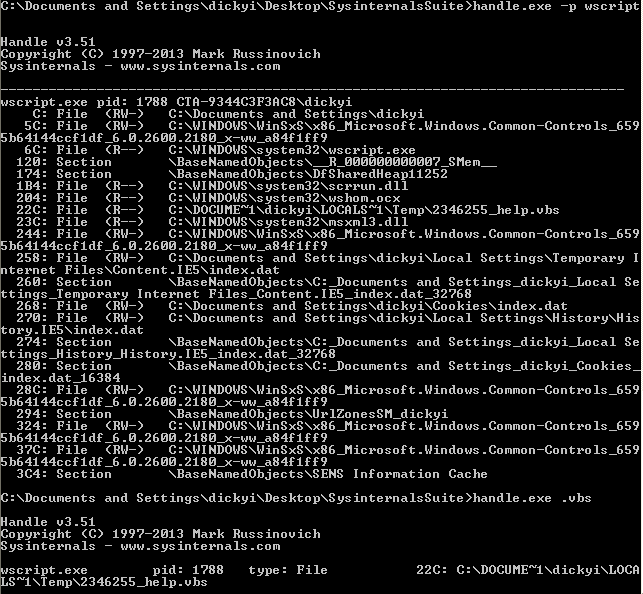 C:\Documents and Settings\dickyi\Desktop\SysinternalsSuite>handle.exe -p wscript
Handle v3.51
Copyright (C) 1997-2013 Mark Russinovich
Sysinternals - www.sysinternals.com
------------------------------------------------------------------------------
wscript.exe pid: 1788 CTA-9344C3F3AC8\dickyi
    C: File  (RW-)   C:\Documents and Settings\dickyi
   5C: File  (RW-)   C:\WINDOWS\WinSxS\x86_Microsoft.Windows.Common-Controls_659
5b64144ccf1df_6.0.2600.2180_x-ww_a84f1ff9
   6C: File  (R--)   C:\WINDOWS\system32\wscript.exe
  120: Section       \BaseNamedObjects\__R_000000000007_SMem__
  174: Section       \BaseNamedObjects\DfSharedHeap11252
  1B4: File  (R--)   C:\WINDOWS\system32\scrrun.dll
  204: File  (R--)   C:\WINDOWS\system32\wshom.ocx
  22C: File  (R--)   C:\DOCUME~1\dickyi\LOCALS~1\Temp\2346255_help.vbs
  23C: File  (R--)   C:\WINDOWS\system32\msxml3.dll
  244: File  (RW-)   C:\WINDOWS\WinSxS\x86_Microsoft.Windows.Common-Controls_659
5b64144ccf1df_6.0.2600.2180_x-ww_a84f1ff9
  258: File  (RW-)   C:\Documents and Settings\dickyi\Local Settings\Temporary I
nternet Files\Content.IE5\index.dat
  260: Section       \BaseNamedObjects\C:_Documents and Settings_dickyi_Local Se
ttings_Temporary Internet Files_Content.IE5_index.dat_32768
  268: File  (RW-)   C:\Documents and Settings\dickyi\Cookies\index.dat
  270: File  (RW-)   C:\Documents and Settings\dickyi\Local Settings\History\His
tory.IE5\index.dat
  274: Section       \BaseNamedObjects\C:_Documents and Settings_dickyi_Local Se
ttings_History_History.IE5_index.dat_32768
  280: Section       \BaseNamedObjects\C:_Documents and Settings_dickyi_Cookies_
index.dat_16384
  28C: File  (RW-)   C:\WINDOWS\WinSxS\x86_Microsoft.Windows.Common-Controls_659
5b64144ccf1df_6.0.2600.2180_x-ww_a84f1ff9
  294: Section       \BaseNamedObjects\UrlZonesSM_dickyi
  324: File  (RW-)   C:\WINDOWS\WinSxS\x86_Microsoft.Windows.Common-Controls_659
5b64144ccf1df_6.0.2600.2180_x-ww_a84f1ff9
  37C: File  (RW-)   C:\WINDOWS\WinSxS\x86_Microsoft.Windows.Common-Controls_659
5b64144ccf1df_6.0.2600.2180_x-ww_a84f1ff9
  3C4: Section       \BaseNamedObjects\SENS Information Cache
C:\Documents and Settings\dickyi\Desktop\SysinternalsSuite>handle.exe .vbs
Handle v3.51
Copyright (C) 1997-2013 Mark Russinovich
Sysinternals - www.sysinternals.com
wscript.exe        pid: 1788   type: File           22C: C:\DOCUME~1\dickyi\LOCA
LS~1\Temp\2346255_help.vbs